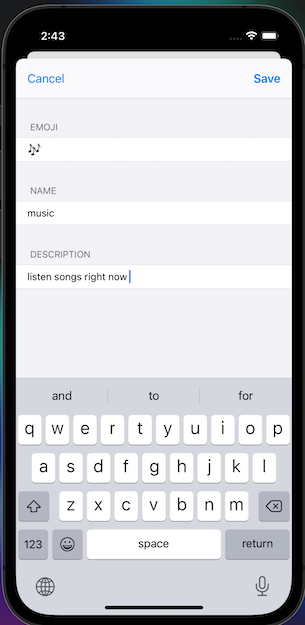 2:43
Cancel Save
EMOJI
🎶
NAME
music
DESCRIPTION
listen songs right now
and to for
q w e r t y u i o p
a s d f g h j k l
z x c v b n m
123 space return